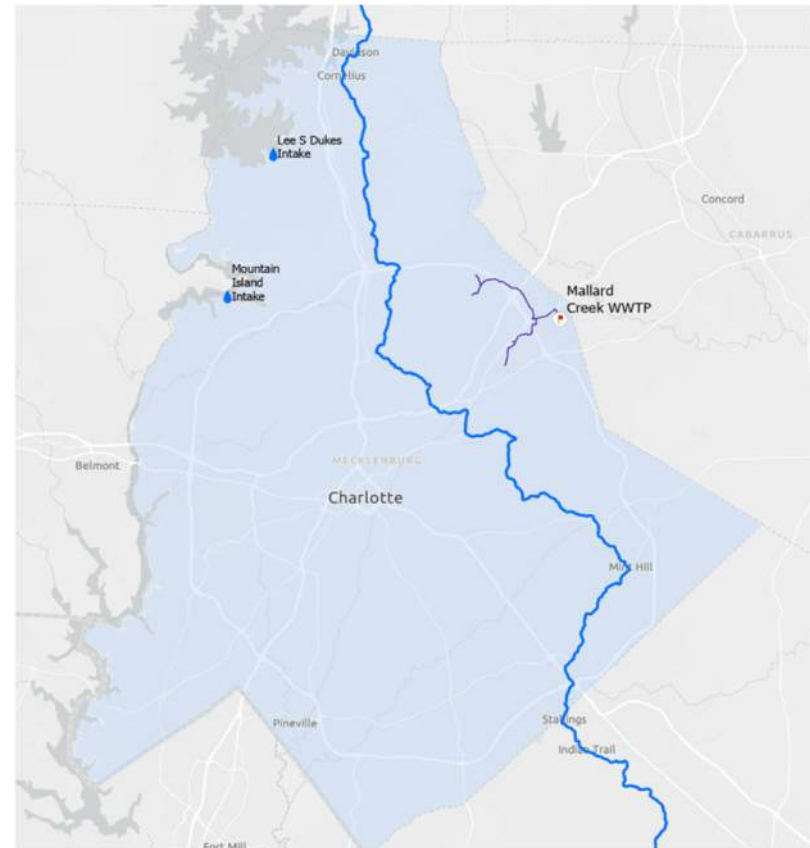 Davidson
Cornelius
Lee S Dukes
Intake
Concord
CABARRUS
Mountain
Island
Intake
Mallard
Creek WWTP
Belmont
MECKLENBURG
Charlotte
Mint Hill
Pineville
Stallings
Indian Trail
Fort Mill